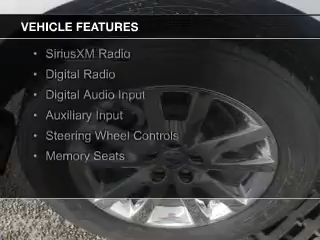 VEHICLE FEATURES
• SiriusXM Radio
• Digital Radio
• Digital Audio Input
• Auxiliary Input
• Steering Wheel Controls
• Memory Seats